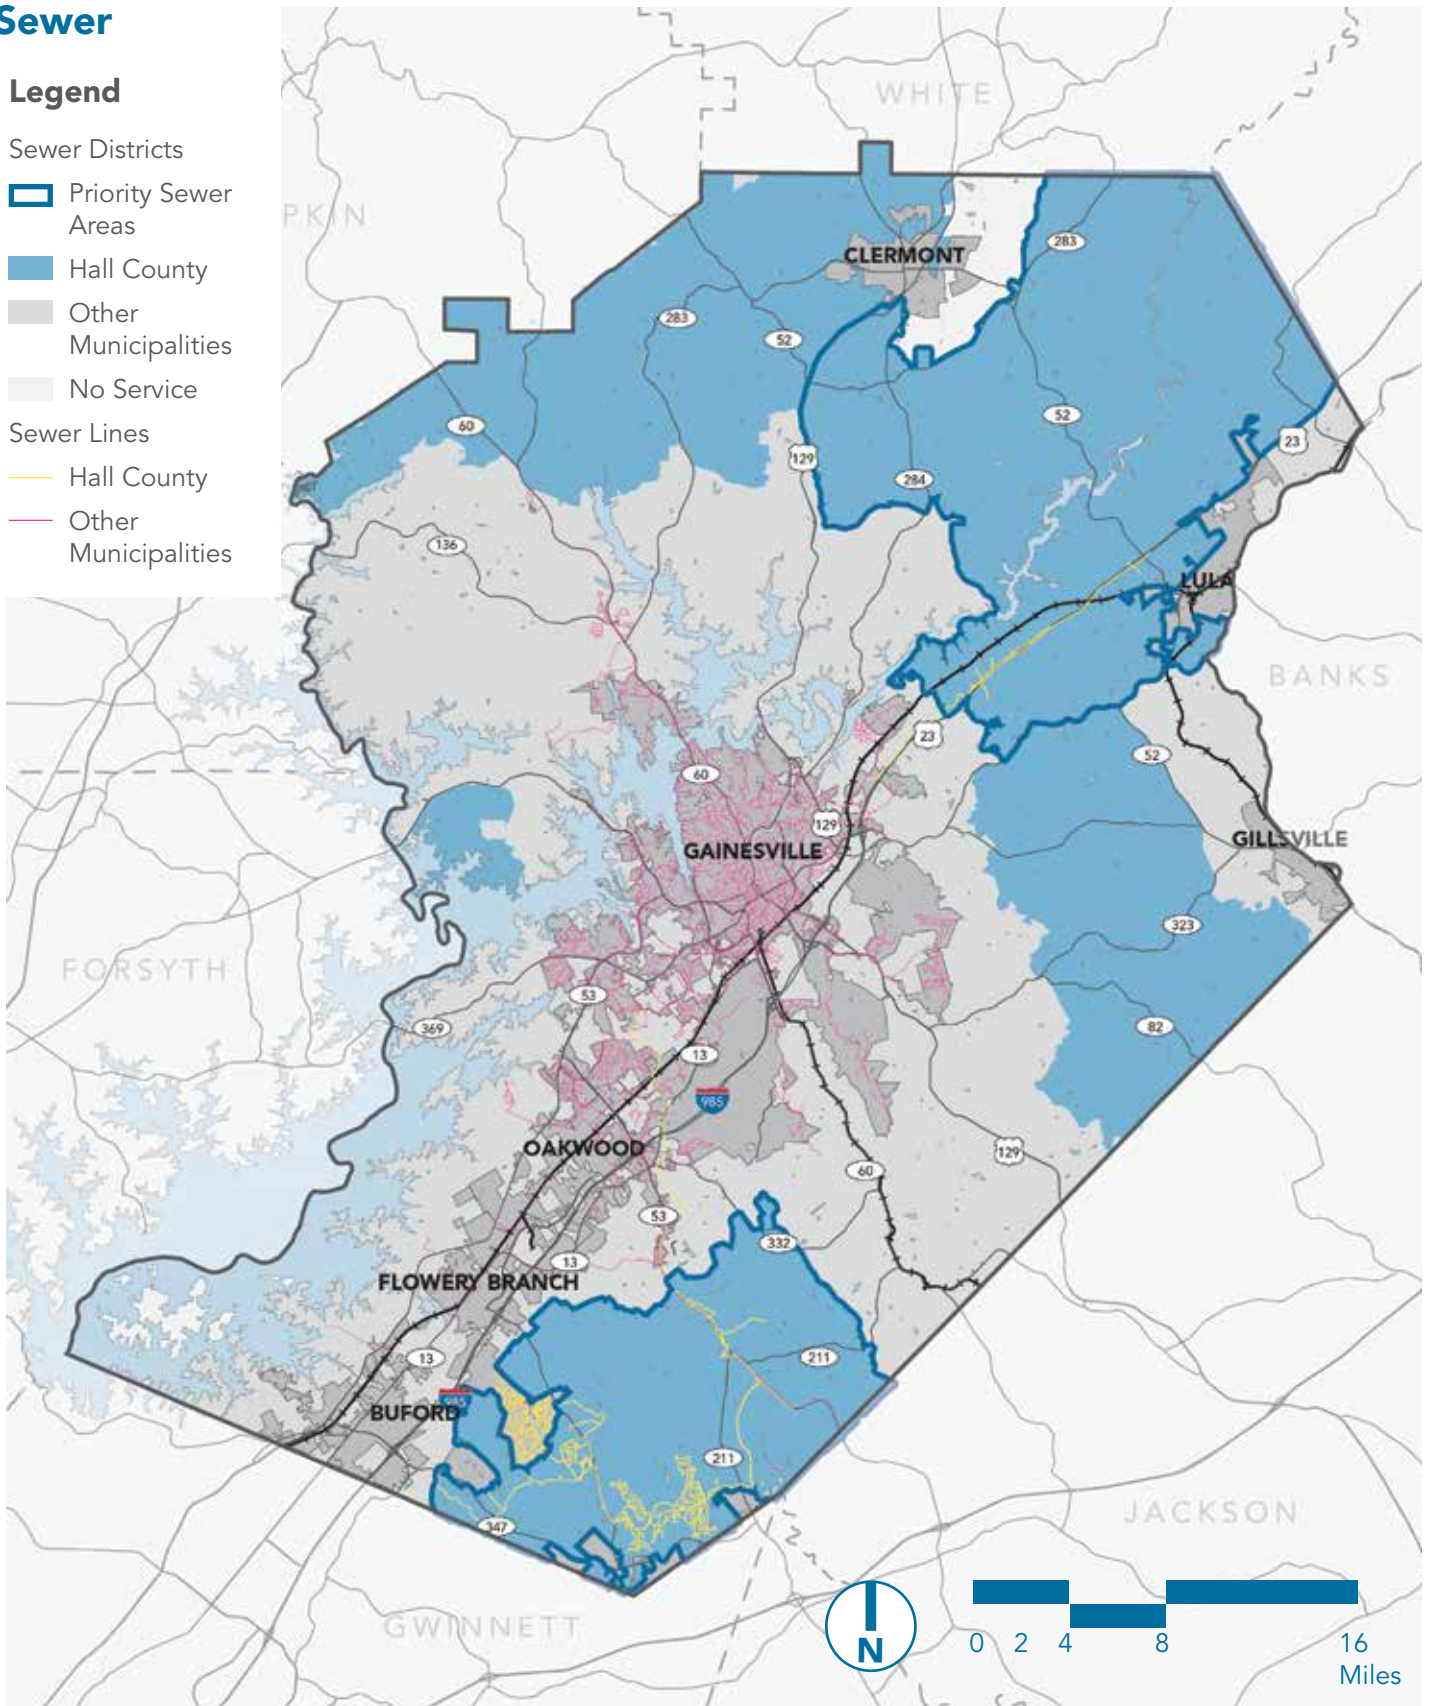 Sewer
Legend
Sewer Districts
Priority Sewer
Areas
Hall County
Other
Municipalities
No Service
Sewer Lines
Hall County
Other
Municipalities
WHITE
PKIN
CLERMONT
283
283
52
60
52
23
129
284
136
LULA
BANKS
23
52
60
129
GAINESVILLE
GILLSVILLE
323
FORSYTH
53
369
82
13
985
OAKWOOD
129
60
53
332
13
FLOWERY BRANCH
13
211
985
BUFORD
211
347
JACKSON
GWINNETT
N
0 2 4 8 16
Miles